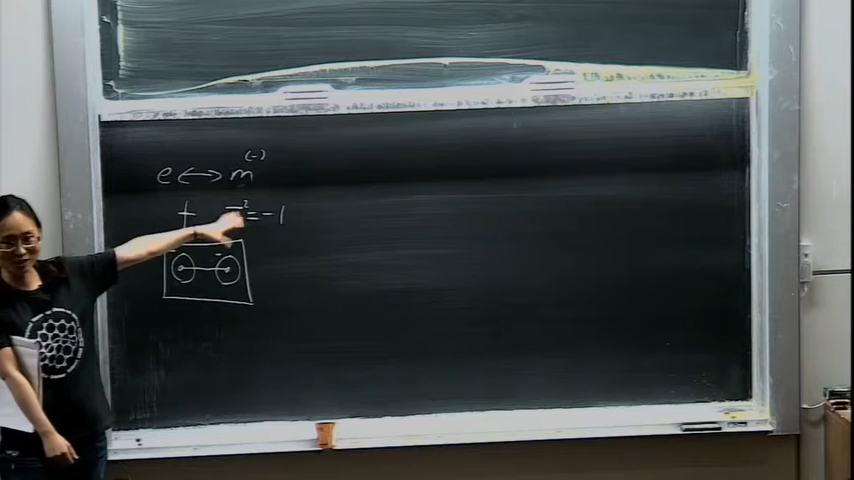 e ↔ m (-)
t ² = -1
- -